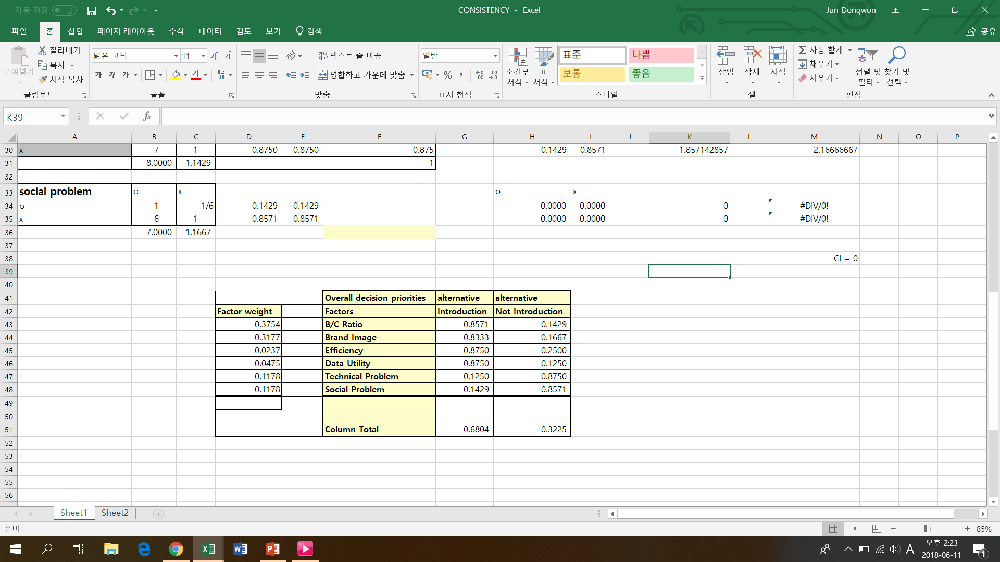 자동 저장 끔 CONSISTENCY - Excel Jun Dongwon
파일 홈 삽입 페이지 레이아웃 수식 데이터 검토 보기 검색 공유
잘라내기 복사 서식 복사 붙여넣기 클립보드
맑은 고딕 11 가 가 가 가 가 가 내천 글꼴
텍스트 줄 바꿈 병합하고 가운데 맞춤 맞춤
일반 % , 표시 형식
조건부 서식 표 서식 표준 나쁨 보통 좋음 스타일
삽입 삭제 서식 셀
자동 합계 채우기 지우기 정렬 및 필터 찾기 및 선택 편집
K39 fx
A B C D E F G H I J K L M N O P
30 x 7 1 0.8750 0.8750 0.875 0.1429 0.8571 1.857142857 2.16666667
31 8.0000 1.1429 1
32
33 social problem o x o x
34 o 1 1/6 0.1429 0.1429 0.0000 0.0000 0 #DIV/0!
35 x 6 1 0.8571 0.8571 0.0000 0.0000 0 #DIV/0!
36 7.0000 1.1667
37
38 CI = 0
39
40
41 Overall decision priorities alternative alternative
42 Factor weight Factors Introduction Not Introduction
43 0.3754 B/C Ratio 0.8571 0.1429
44 0.3177 Brand Image 0.8333 0.1667
45 0.0237 Efficiency 0.8750 0.2500
46 0.0475 Data Utility 0.8750 0.1250
47 0.1178 Technical Problem 0.1250 0.8750
48 0.1178 Social Problem 0.1429 0.8571
49
50
51 Column Total 0.6804 0.3225
52
53
54
55
56
Sheet1 Sheet2
준비 85%
A 오후 2:23
2018-06-11 1